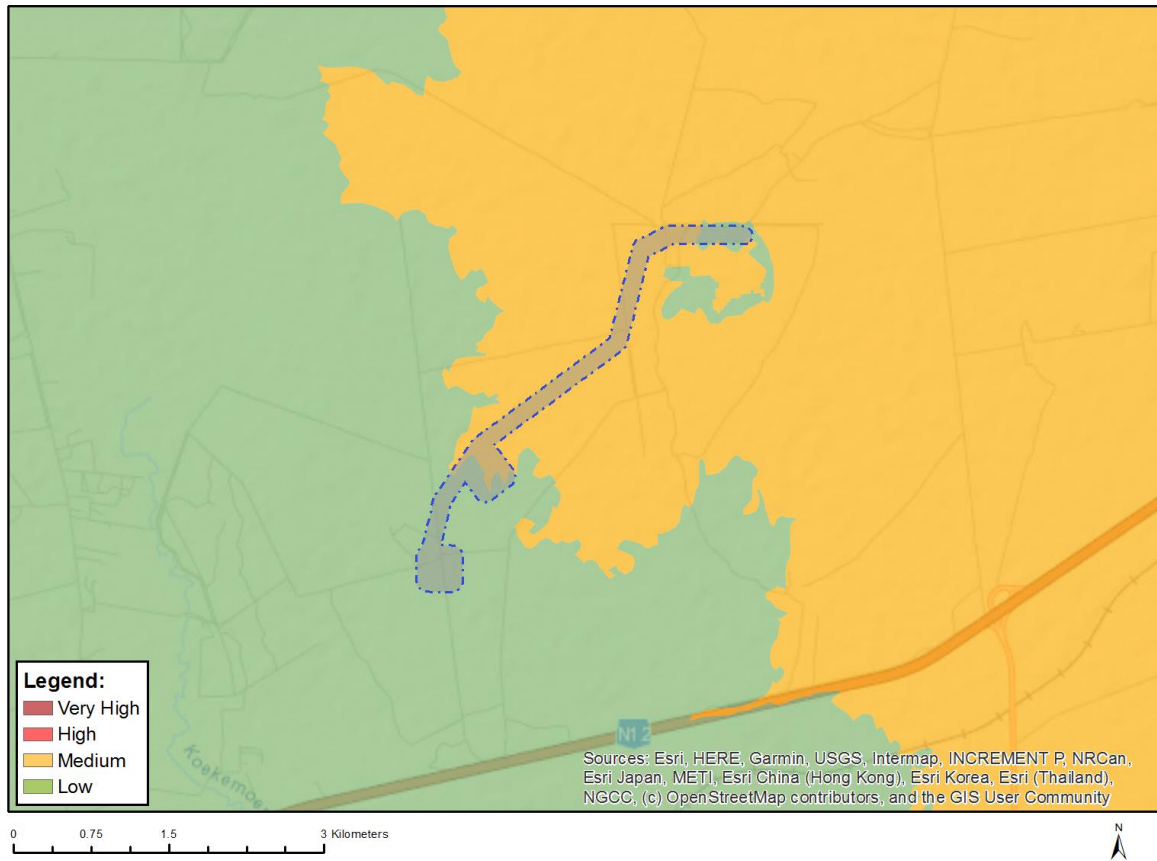 N12
Koekemoer
Legend:
Very High
High
Medium
Low
Sources: Esri, HERE, Garmin, USGS, Intermap, INCREMENT P, NRCan,
Esri Japan, METI, Esri China (Hong Kong), Esri Korea, Esri (Thailand),
NGCC, (c) OpenStreetMap contributors, and the GIS User Community
0 0.75 1.5 3 Kilometers
N